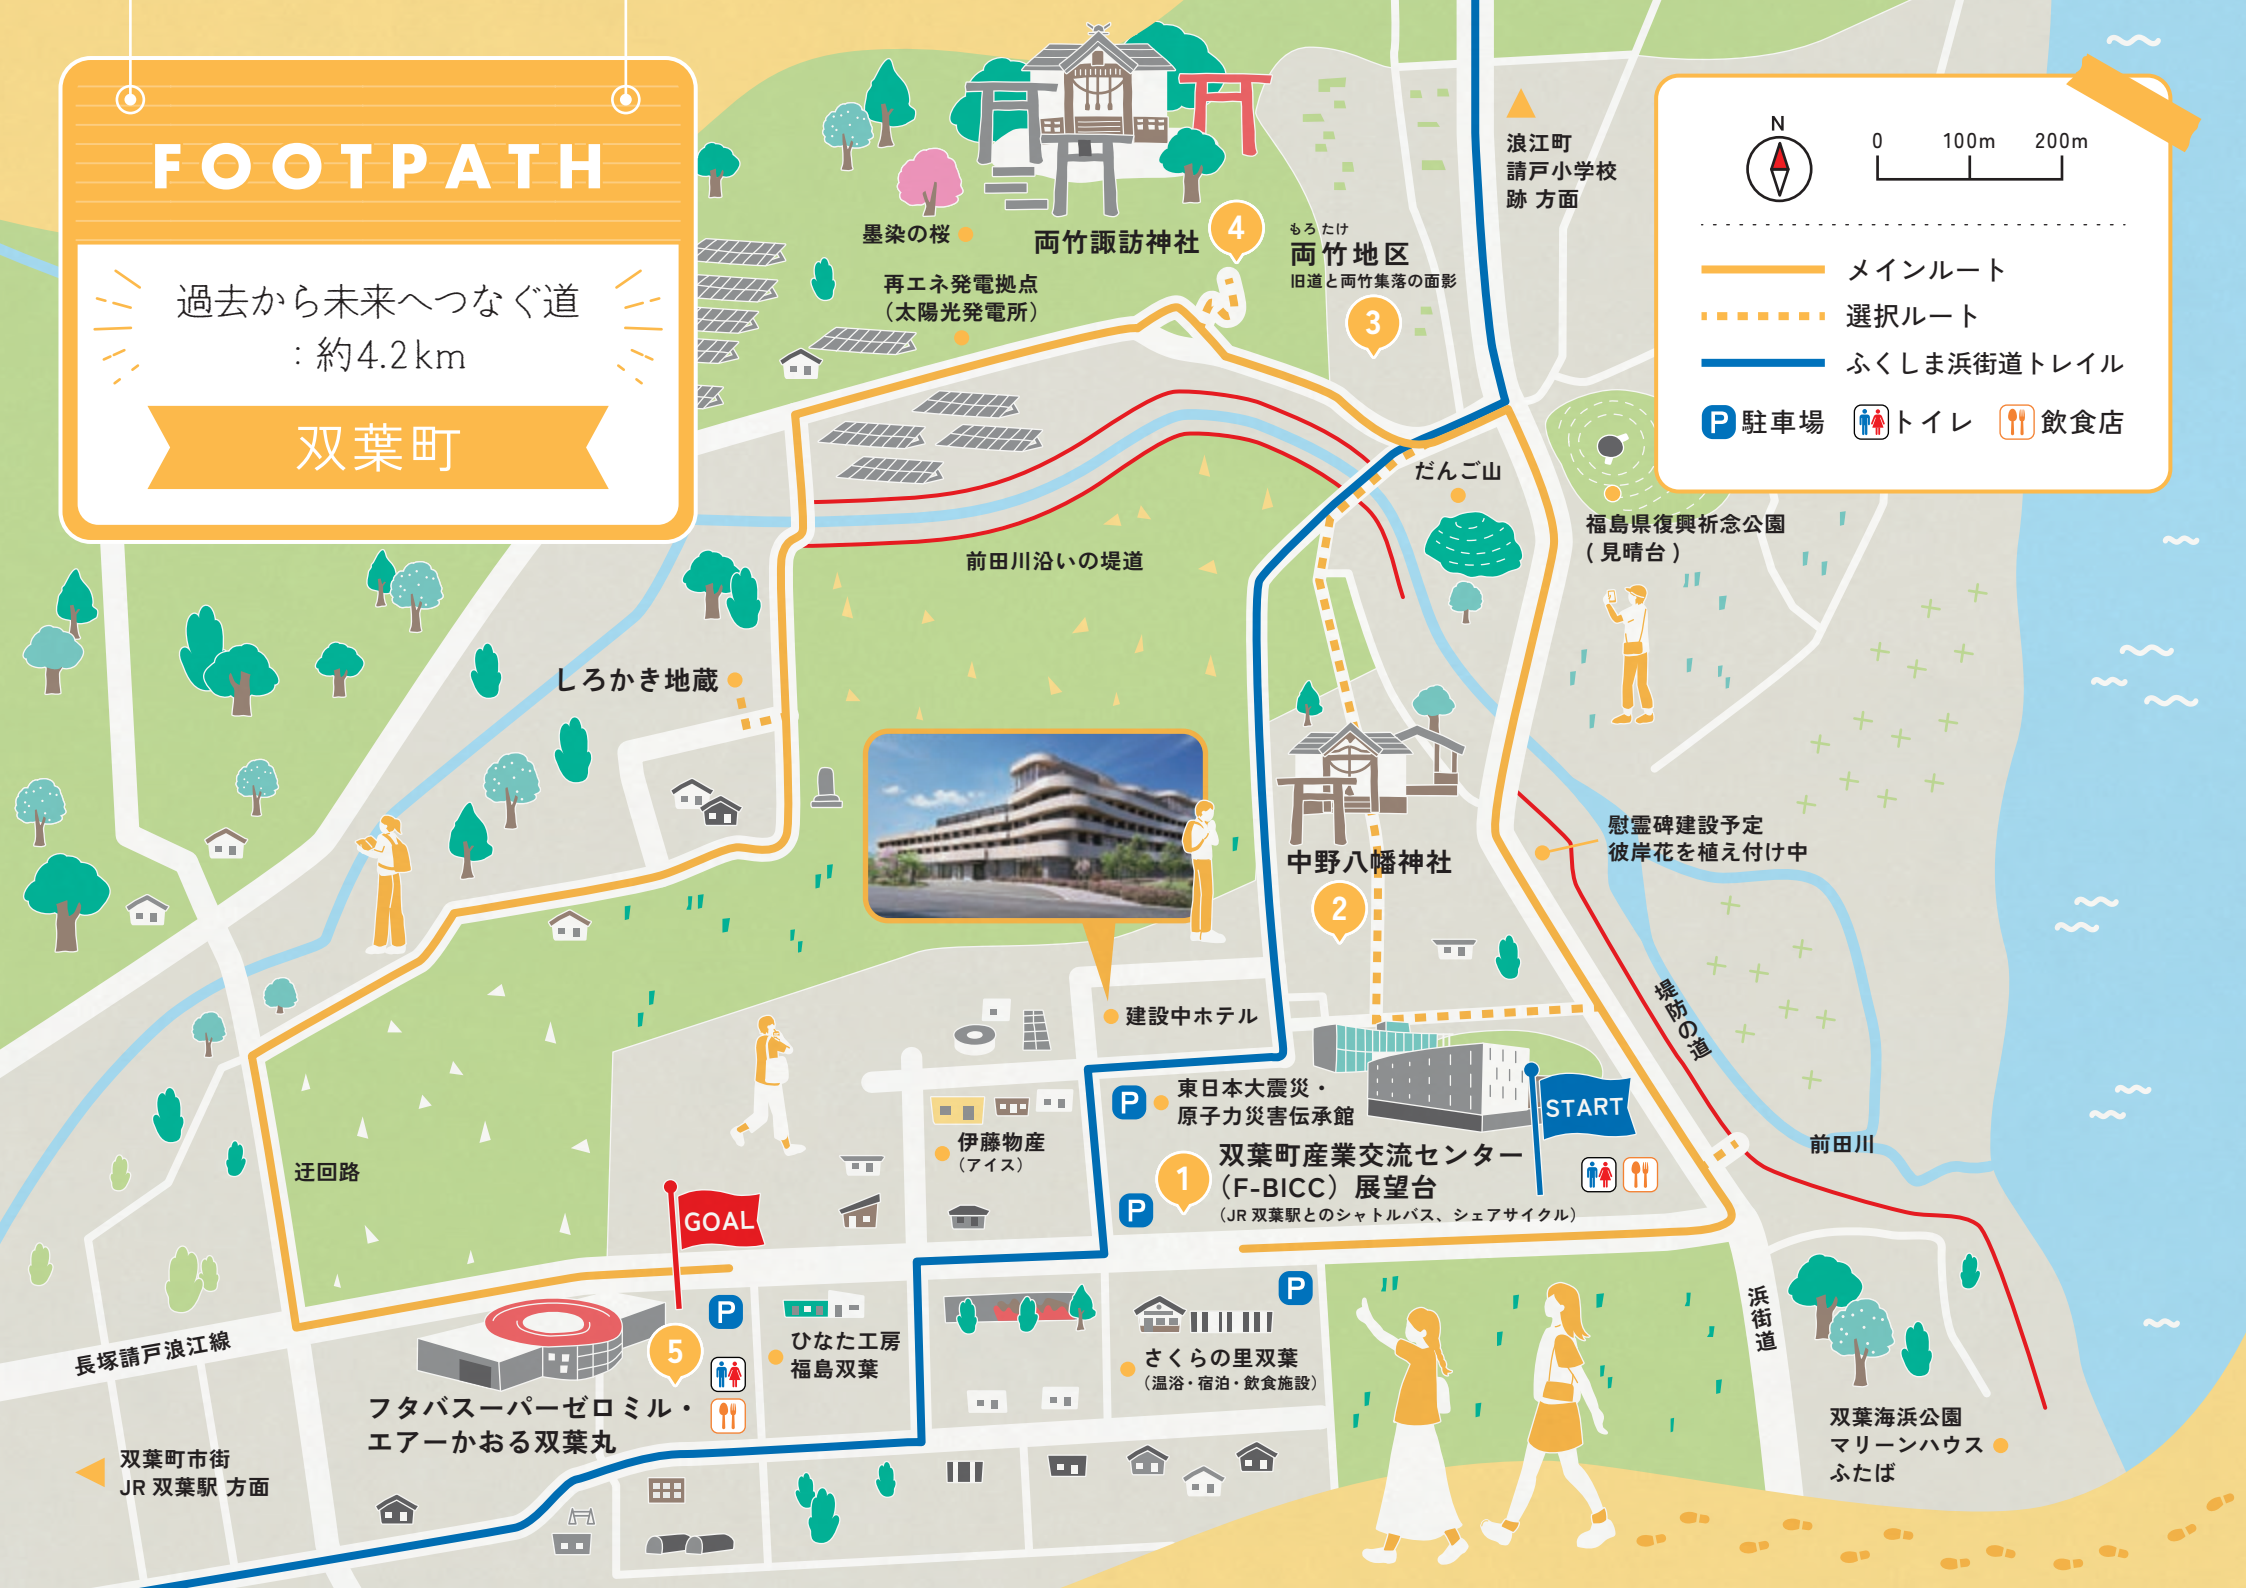 FOOTPATH
過去から未来へつなぐ道
：約4.2km
双葉町
N
0 100m 200m
メインルート
選択ルート
ふくしま浜街道トレイル
P 駐車場 トイレ 飲食店
浪江町
請戸小学校
跡 方面
墨染の桜
両竹諏訪神社
4
もろ たけ
両竹地区
旧道と両竹集落の面影
3
再エネ発電拠点
（太陽光発電所）
だんご山
福島県復興祈念公園
( 見晴台 )
前田川沿いの堤道
しろかき地蔵
慰霊碑建設予定
彼岸花を植え付け中
中野八幡神社
2
堤防の道
建設中ホテル
P
東日本大震災・
原子力災害伝承館
START
伊藤物産
（アイス）
P
1
双葉町産業交流センター
（F-BICC）展望台
（JR 双葉駅とのシャトルバス、シェアサイクル）
前田川
迂回路
GOAL
P
P
浜街道
長塚請戸浪江線
5
ひなた工房
福島双葉
さくらの里双葉
（温浴・宿泊・飲食施設）
フタバスーパーゼロミル・
エアーかおる双葉丸
双葉海浜公園
マリーンハウス
ふたば
双葉町市街
JR 双葉駅 方面